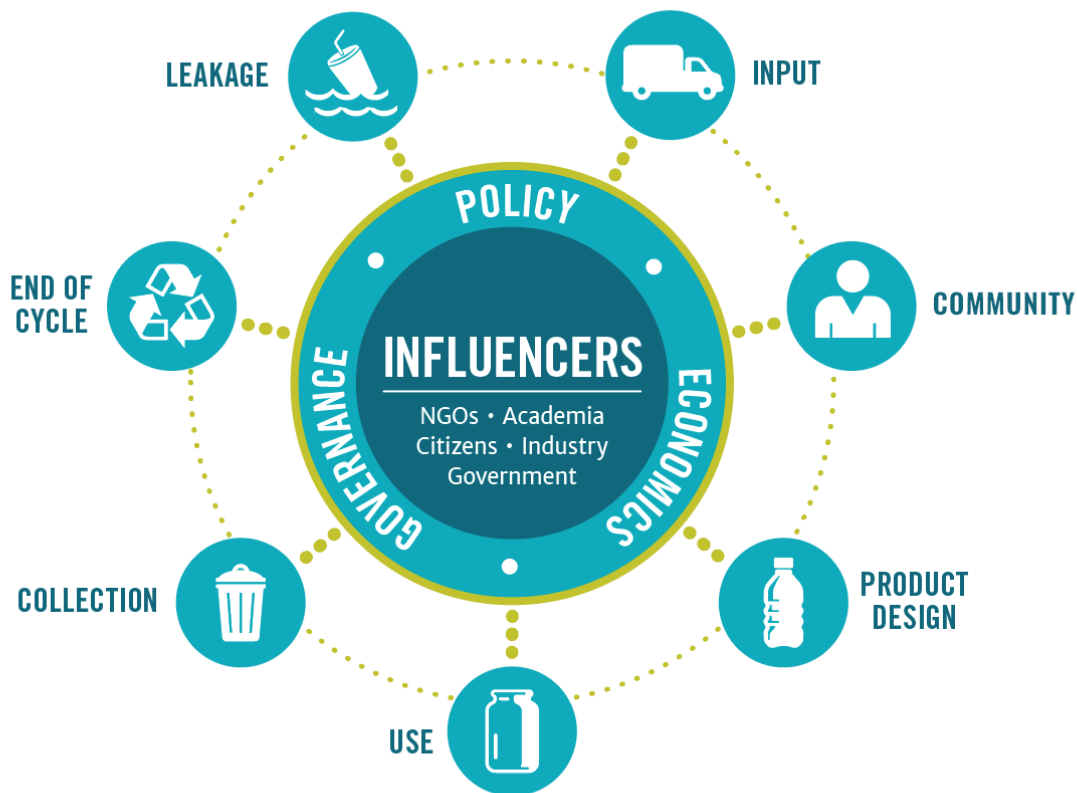 LEAKAGE
INPUT
POLICY
END OF
CYCLE
COMMUNITY
INFLUENCERS
NGOs • Academia
Citizens • Industry
Government
GOVERNANCE
ECONOMICS
COLLECTION
PRODUCT
DESIGN
USE